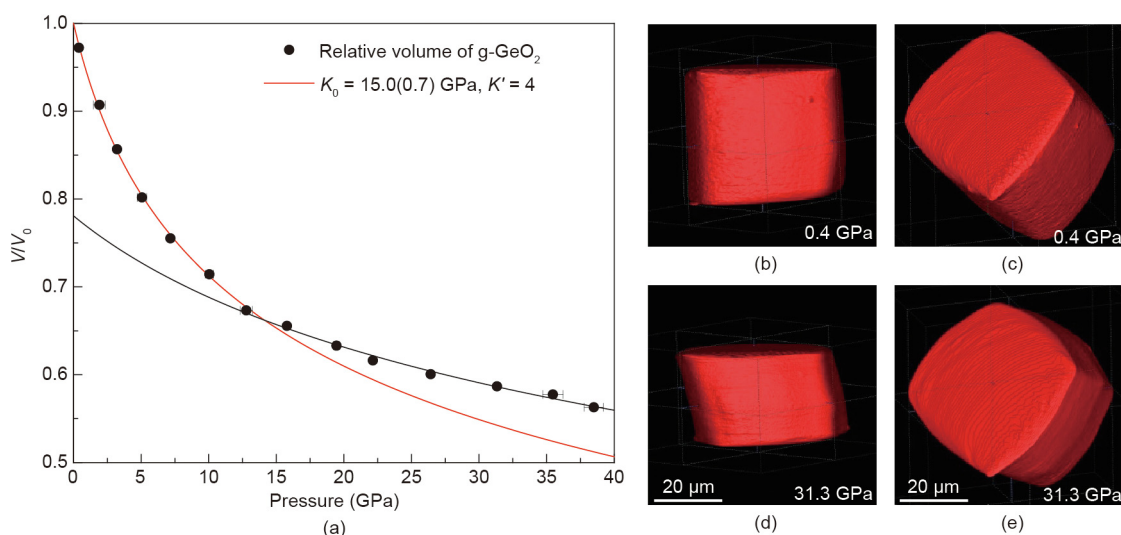 1.0
0.9
0.8
0.7
0.6
0.5
V/V₀
0 5 10 15 20 25 30 35 40
Pressure (GPa)
Relative volume of g-GeO₂
K₀ = 15.0(0.7) GPa, K′ = 4
(a)
0.4 GPa
(b)
0.4 GPa
(c)
20 μm
31.3 GPa
(d)
20 μm
31.3 GPa
(e)